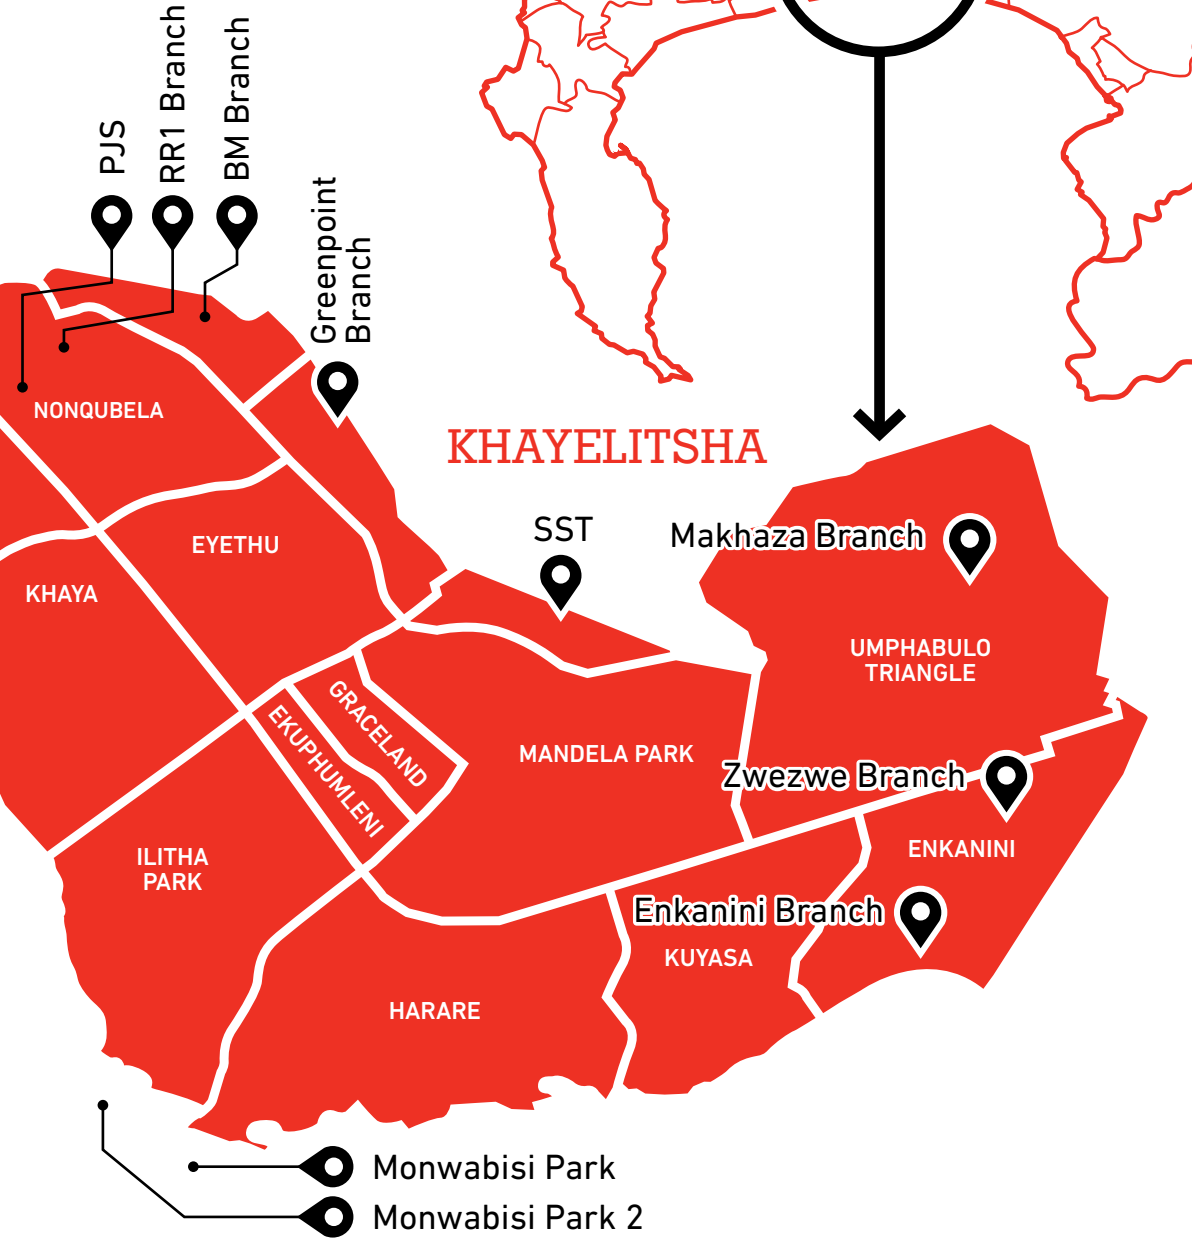 PJS
RR1 Branch
BM Branch
Greenpoint
Branch
NONQUBELA
KHAYELITSHA
SST
Makhaza Branch
EYETHU
KHAYA
UMPHABULO
TRIANGLE
GRACELAND
EKUPHUMLENI
MANDELA PARK
Zwezwe Branch
ILITHA
PARK
ENKANINI
Enkanini Branch
KUYASA
HARARE
Monwabisi Park
Monwabisi Park 2